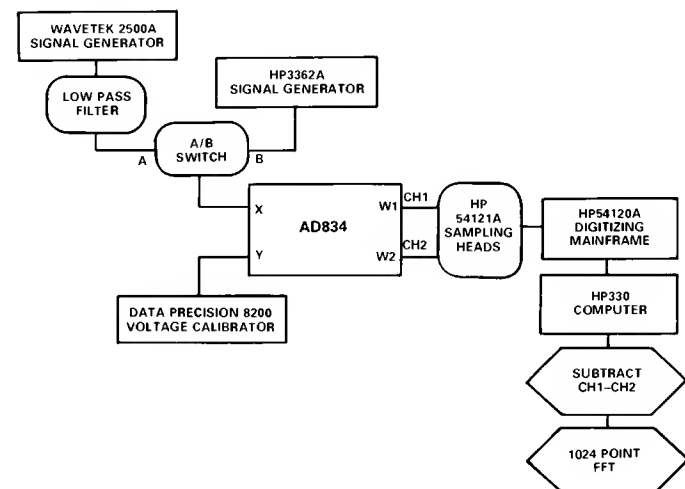 WAVETEK 2500A
SIGNAL GENERATOR
HP3362A
SIGNAL GENERATOR
LOW PASS
FILTER
A/B
SWITCH
A
B
X
Y
AD834
W1
W2
CH1
CH2
HP
54121A
SAMPLING
HEADS
HP54120A
DIGITIZING
MAINFRAME
HP330
COMPUTER
DATA PRECISION 8200
VOLTAGE CALIBRATOR
SUBTRACT
CH1–CH2
1024 POINT
FFT